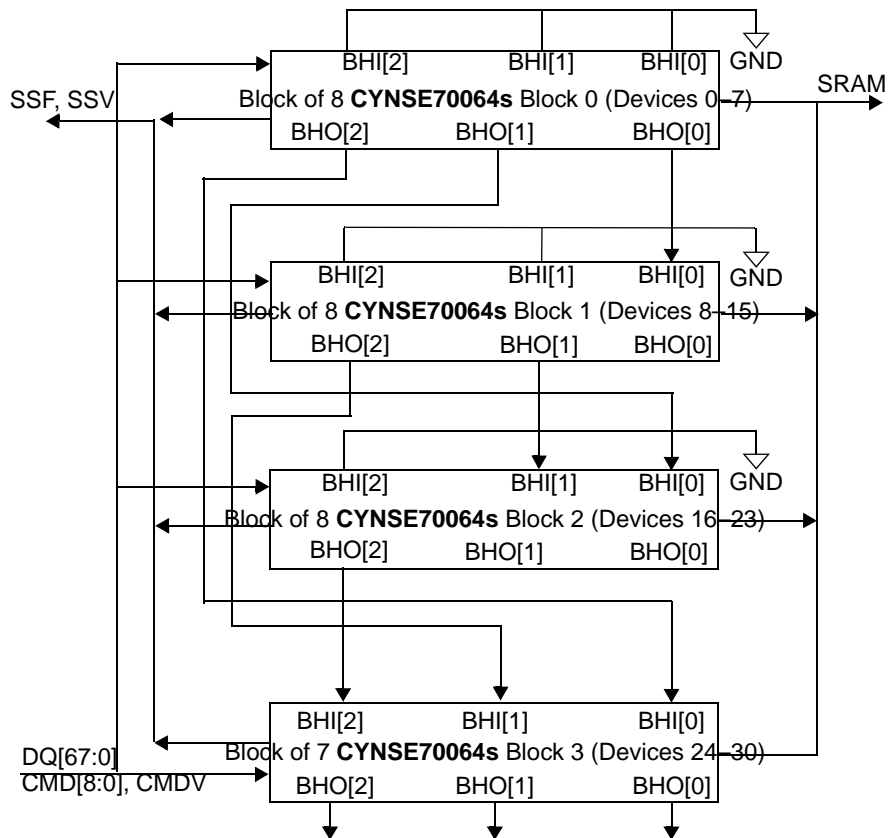 BHI[2] BHI[1] BHI[0] GND
SSF, SSV SRAM
Block of 8 CYNSE70064s Block 0 (Devices 0–7)
BHO[2] BHO[1] BHO[0]
BHI[2] BHI[1] BHI[0] GND
Block of 8 CYNSE70064s Block 1 (Devices 8–15)
BHO[2] BHO[1] BHO[0]
BHI[2] BHI[1] BHI[0] GND
Block of 8 CYNSE70064s Block 2 (Devices 16–23)
BHO[2] BHO[1] BHO[0]
BHI[2] BHI[1] BHI[0]
DQ[67:0] Block of 7 CYNSE70064s Block 3 (Devices 24–30)
CMD[8:0], CMDV BHO[2] BHO[1] BHO[0]